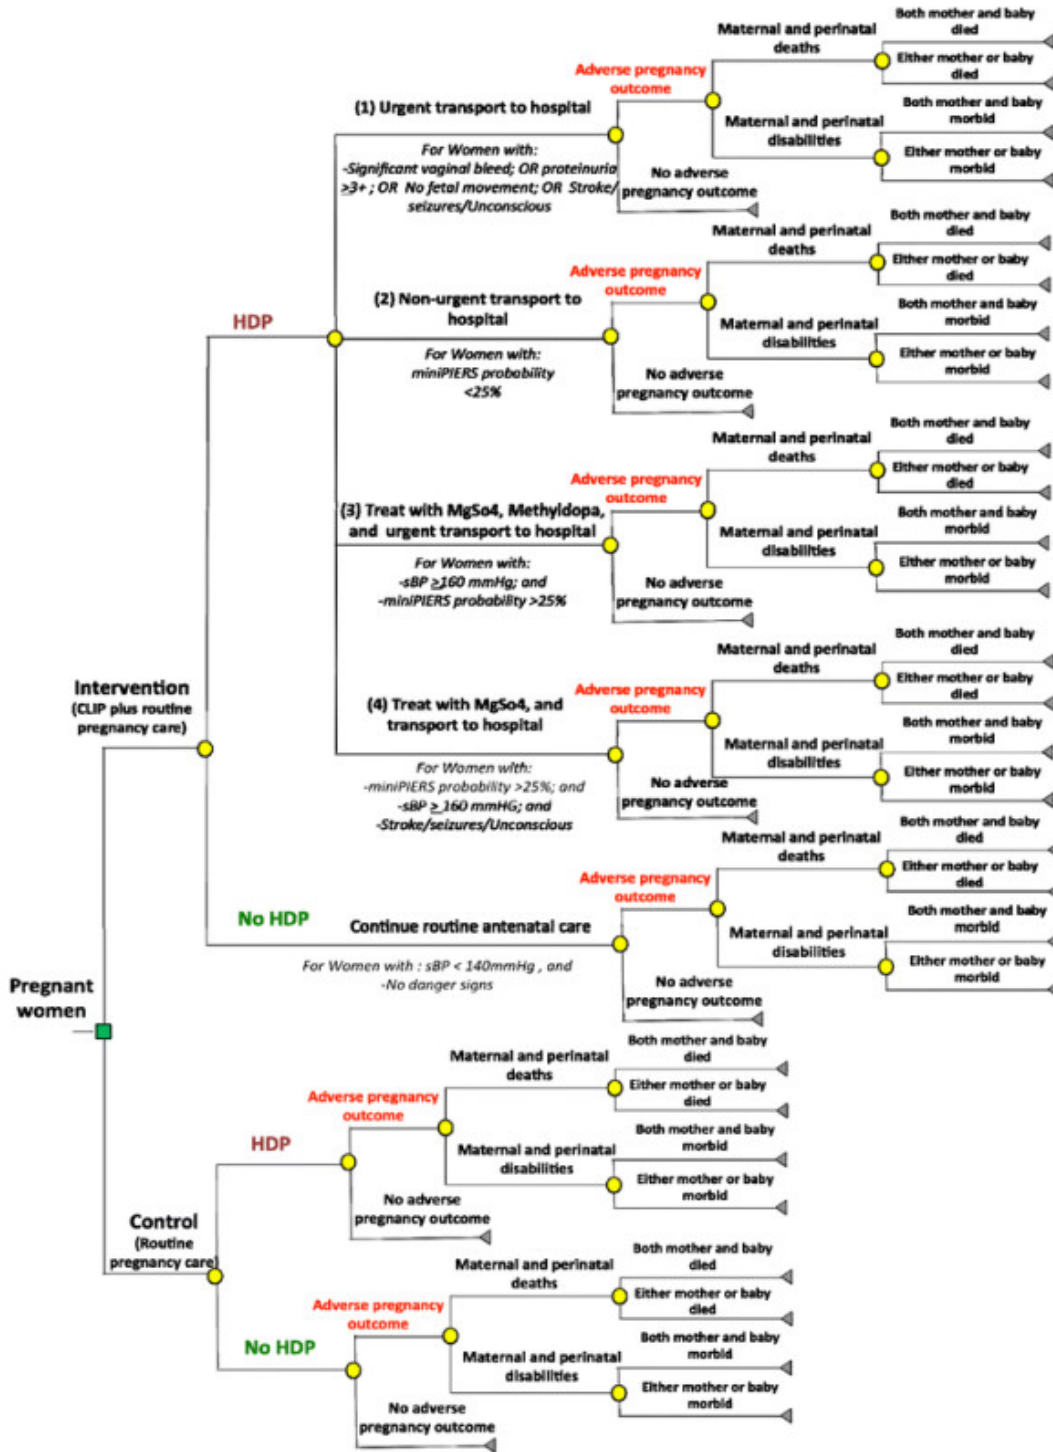 Both mother and baby
died
Maternal and perinatal
deaths
Either mother or baby
died
Adverse pregnancy
outcome
(1) Urgent transport to hospital
Both mother and baby
morbid
Maternal and perinatal
disabilities
Either mother or baby
morbid
For Women with:
-Significant vaginal bleed; OR proteinuria
≥3+ ; OR No fetal movement; OR Stroke/
seizures/Unconscious
No adverse
pregnancy outcome
Both mother and baby
died
Maternal and perinatal
deaths
Either mother or baby
died
Adverse pregnancy
outcome
(2) Non-urgent transport to
hospital
HDP
Both mother and baby
morbid
Maternal and perinatal
disabilities
Either mother or baby
morbid
For Women with:
miniPIERS probability
<25%
No adverse
pregnancy outcome
Both mother and baby
died
Maternal and perinatal
deaths
Either mother or baby
died
Adverse pregnancy
outcome
(3) Treat with MgSo4, Methyldopa,
and urgent transport to hospital
Both mother and baby
morbid
Maternal and perinatal
disabilities
Either mother or baby
morbid
For Women with:
-sBP ≥160 mmHg; and
-miniPIERS probability >25%
No adverse
pregnancy outcome
Both mother and baby
died
Maternal and perinatal
deaths
Either mother or baby
died
Intervention
(CLIP plus routine
pregnancy care)
Adverse pregnancy
outcome
(4) Treat with MgSo4, and
transport to hospital
Both mother and baby
morbid
Maternal and perinatal
disabilities
Either mother or baby
morbid
For Women with:
-miniPIERS probability >25%; and
-sBP ≥ 160 mmHG; and
-Stroke/seizures/Unconscious
No adverse
pregnancy outcome
Both mother and baby
died
Maternal and perinatal
deaths
Either mother or baby
died
Adverse pregnancy
outcome
No HDP
Continue routine antenatal care
Both mother and baby
morbid
Maternal and perinatal
disabilities
Either mother or baby
morbid
For Women with : sBP < 140mmHg , and
-No danger signs
No adverse
pregnancy outcome
Pregnant
women
Both mother and baby
died
Maternal and perinatal
deaths
Either mother or baby
died
Adverse pregnancy
outcome
HDP
Both mother and baby
morbid
Maternal and perinatal
disabilities
Either mother or baby
morbid
No adverse
pregnancy outcome
Control
(Routine
pregnancy care)
Both mother and baby
died
Maternal and perinatal
deaths
Either mother or baby
died
Adverse pregnancy
outcome
No HDP
Both mother and baby
morbid
Maternal and perinatal
disabilities
Either mother or baby
morbid
No adverse
pregnancy outcome